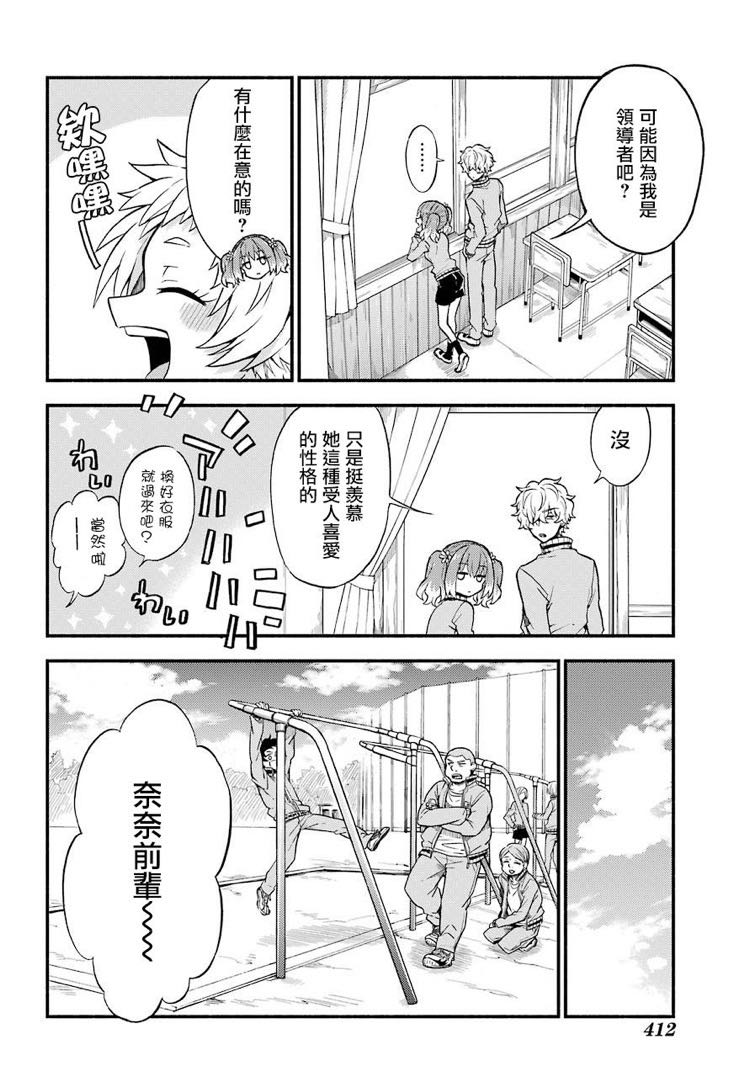 可能因為我是
領導者吧？
……
有什麼在意的嗎？
欸嘿嘿—
沒
只是挺羨慕
她這種受人喜愛
的性格的
アハハハハ!!
わい
換好衣服
就過來吧？
當然啦
——
わいわい
奈奈前輩
～～～
412